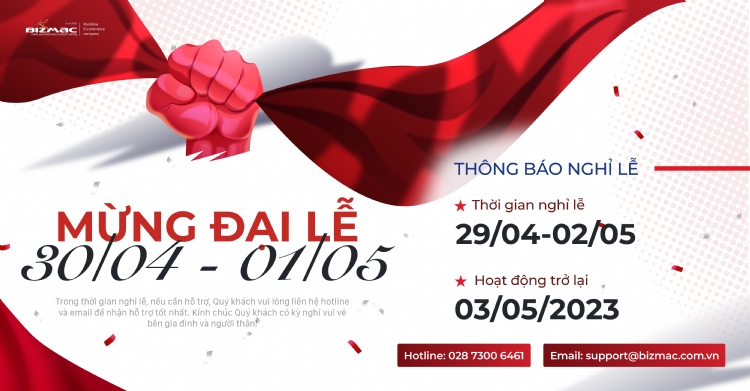 BIZMAC
Rainbow
E-commerce
company
MỪNG ĐẠI LỄ
30/04 - 01/05
Trong thời gian nghỉ lễ, nếu cần hỗ trợ, Quý khách vui lòng liên hệ hotline
và email để nhận hỗ trợ tốt nhất. Kính chúc Quý khách có kỳ nghỉ vui vẻ
bên gia đình và người thân!
THÔNG BÁO NGHỈ LỄ
Thời gian nghỉ lễ
29/04-02/05
Hoạt động trở lại
03/05/2023
Hotline: 028 7300 6461
Email: support@bizmac.com.vn